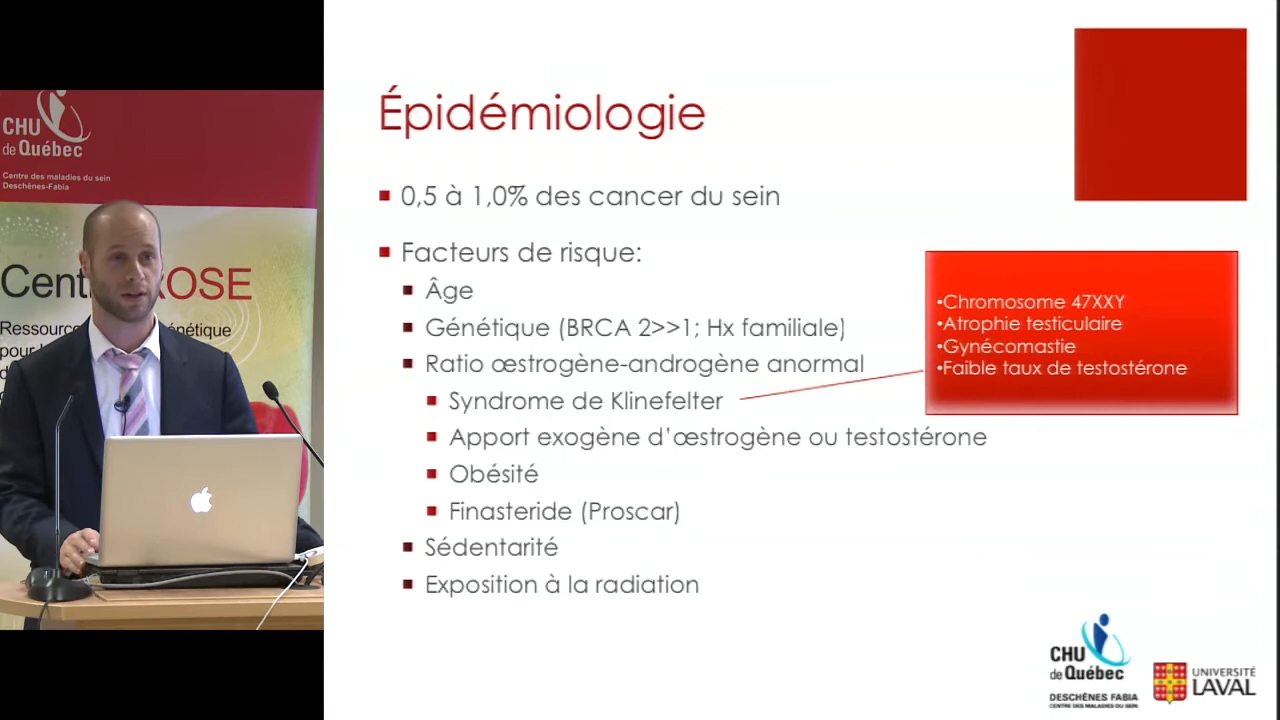 CHU
de Québec
Centre des maladies du sein
Deschênes-Fabia
Cent
ROSE
Ressource
énétique
pour
Épidémiologie
0,5 à 1,0% des cancer du sein
Facteurs de risque:
Âge
Génétique (BRCA 2>>1; Hx familiale)
Ratio œstrogène-androgène anormal
Syndrome de Klinefelter
Apport exogène d’œstrogène ou testostérone
Obésité
Finasteride (Proscar)
Sédentarité
Exposition à la radiation
•Chromosome 47XXY
•Atrophie testiculaire
•Gynécomastie
•Faible taux de testostérone
CHU
de Québec
DESCHÊNES FABIA
CENTRE DES MALADIES DU SEIN
UNIVERSITÉ
LAVAL